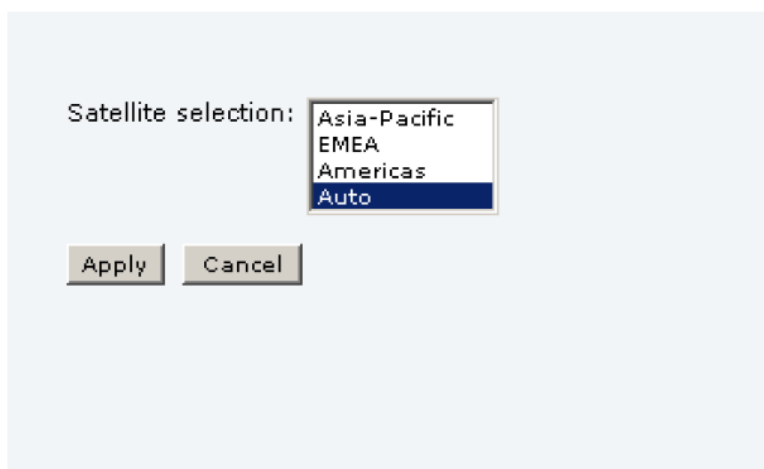 Satellite selection:
Asia-Pacific
EMEA
Americas
Auto
Apply Cancel